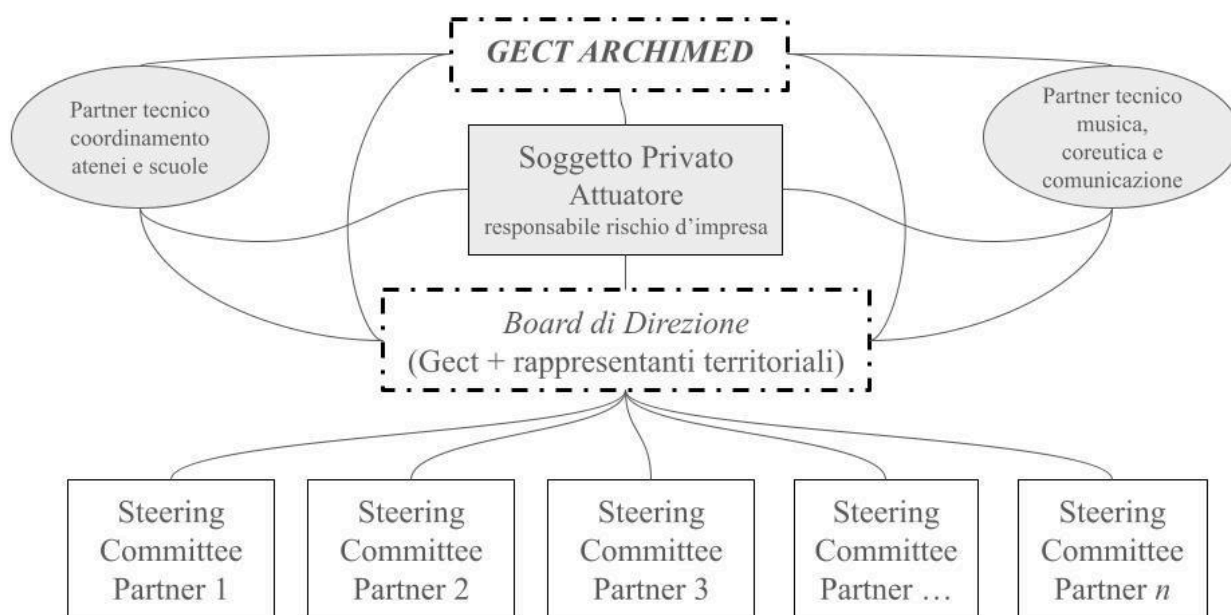 GECT ARCHIMED
Partner tecnico
coordinamento
atenei e scuole
Soggetto Privato
Attuatore
responsabile rischio d’impresa
Partner tecnico
musica,
coreutica e
comunicazione
Board di Direzione
(Gect + rappresentanti territoriali)
Steering
Committee
Partner 1
Steering
Committee
Partner 2
Steering
Committee
Partner 3
Steering
Committee
Partner …
Steering
Committee
Partner n